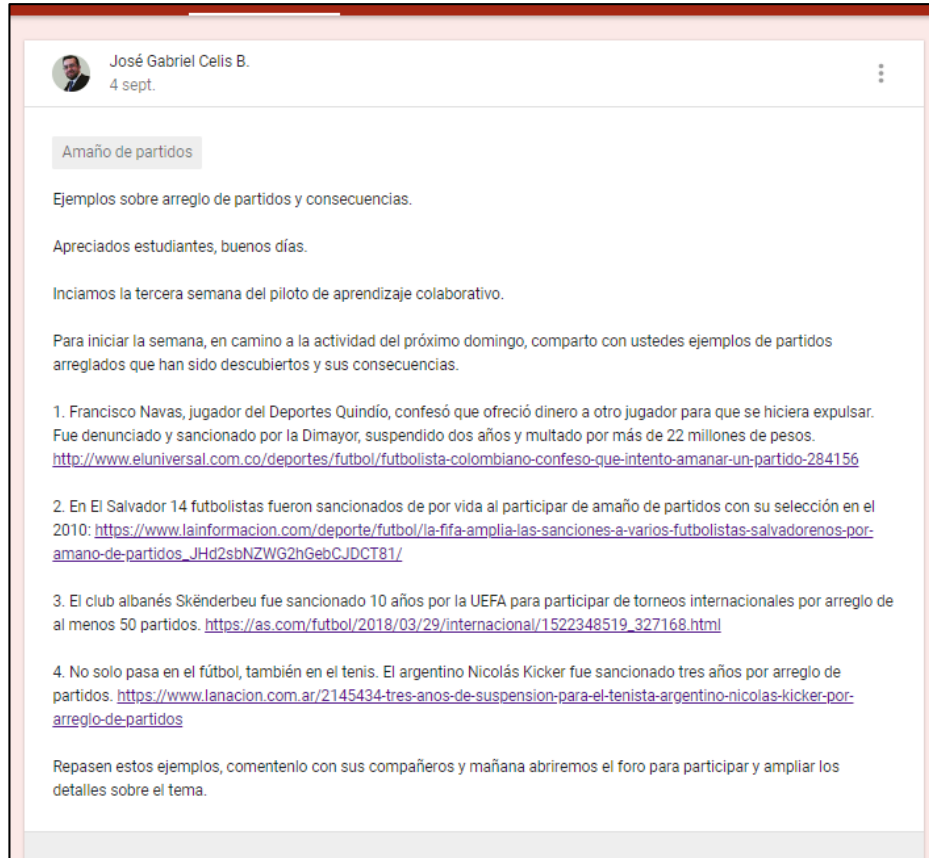 José Gabriel Celis B.
4 sept.
Amaño de partidos
Ejemplos sobre arreglo de partidos y consecuencias.
Apreciados estudiantes, buenos días.
Inciamos la tercera semana del piloto de aprendizaje colaborativo.
Para iniciar la semana, en camino a la actividad del próximo domingo, comparto con ustedes ejemplos de partidos
arreglados que han sido descubiertos y sus consecuencias.
1. Francisco Navas, jugador del Deportes Quindío, confesó que ofreció dinero a otro jugador para que se hiciera expulsar.
Fue denunciado y sancionado por la Dimayor, suspendido dos años y multado por más de 22 millones de pesos.
http://www.eluniversal.com.co/deportes/futbol/futbolista-colombiano-confeso-que-intento-amanar-un-partido-284156
2. En El Salvador 14 futbolistas fueron sancionados de por vida al participar de amaño de partidos con su selección en el
2010: https://www.lainformacion.com/deporte/futbol/la-fifa-amplia-las-sanciones-a-varios-futbolistas-salvadorenos-por-
amano-de-partidos_JHd2sbNZWG2hGebCJDCT81/
3. El club albanés Skënderbeu fue sancionado 10 años por la UEFA para participar de torneos internacionales por arreglo de
al menos 50 partidos. https://as.com/futbol/2018/03/29/internacional/1522348519_327168.html
4. No solo pasa en el fútbol, también en el tenis. El argentino Nicolás Kicker fue sancionado tres años por arreglo de
partidos. https://www.lanacion.com.ar/2145434-tres-anos-de-suspension-para-el-tenista-argentino-nicolas-kicker-por-
arreglo-de-partidos
Repasen estos ejemplos, comentenlo con sus compañeros y mañana abriremos el foro para participar y ampliar los
detalles sobre el tema.